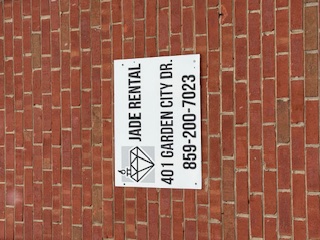 JADE RENTAL
401 GARDEN CITY DR.
859-200-7023